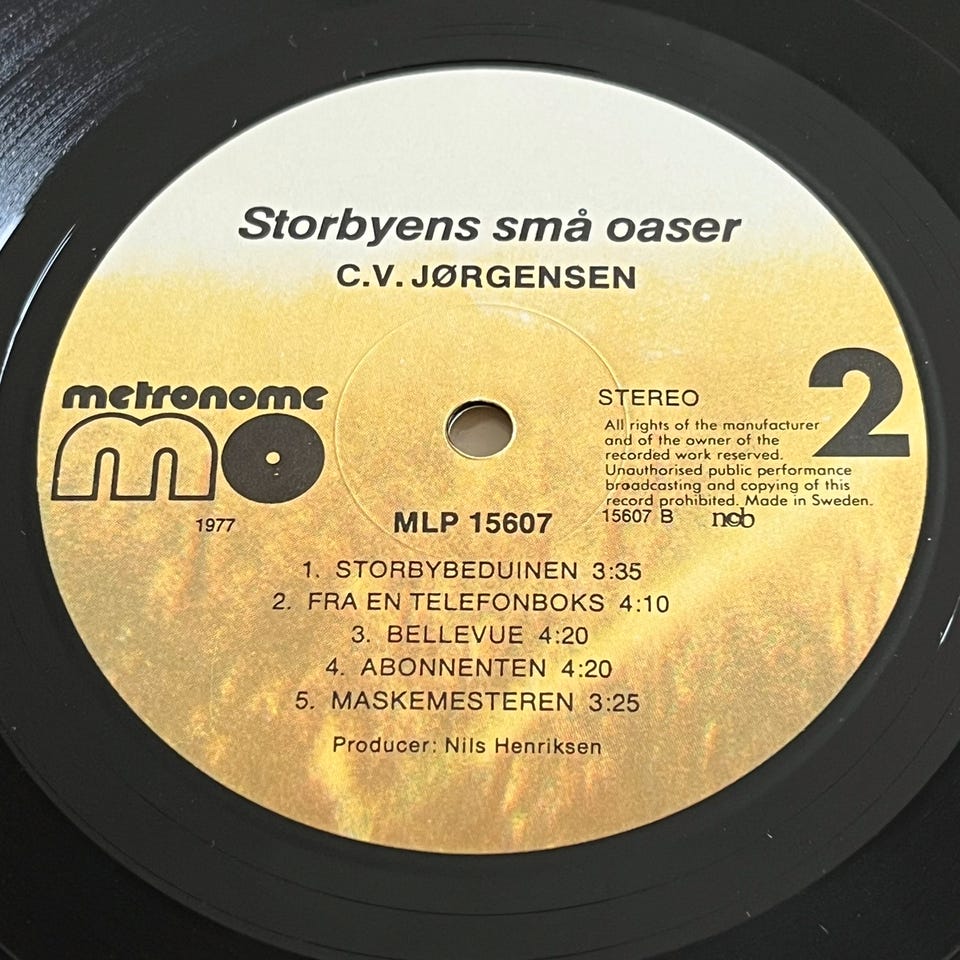 Storbyens små oaser
C.V. JØRGENSEN
metronome
mo
1977
STEREO
2
All rights of the manufacturer
and of the owner of the
recorded work reserved.
Unauthorised public performance
broadcasting and copying of this
record prohibited. Made in Sweden.
15607 B ncb
MLP 15607
1. STORBYBEDUINEN 3:35
2. FRA EN TELEFONBOKS 4:10
3. BELLEVUE 4:20
4. ABONNENTEN 4:20
5. MASKEMESTEREN 3:25
Producer: Nils Henriksen